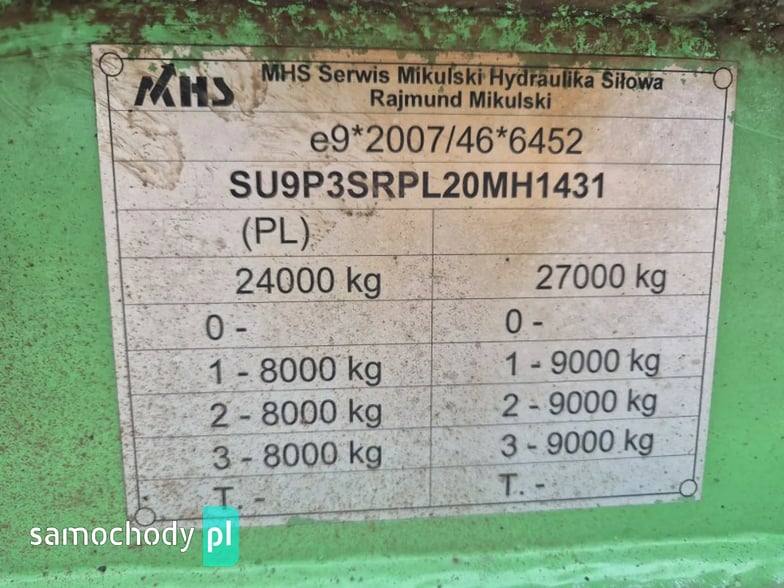 MHS MHS Serwis Mikulski Hydraulika Siłowa
Rajmund Mikulski
e9*2007/46*6452
SU9P3SRPL20MH1431
(PL)
24000 kg 27000 kg
0 - 0 -
1 - 8000 kg 1 - 9000 kg
2 - 8000 kg 2 - 9000 kg
3 - 8000 kg 3 - 9000 kg
T. - T. -
samochody pl